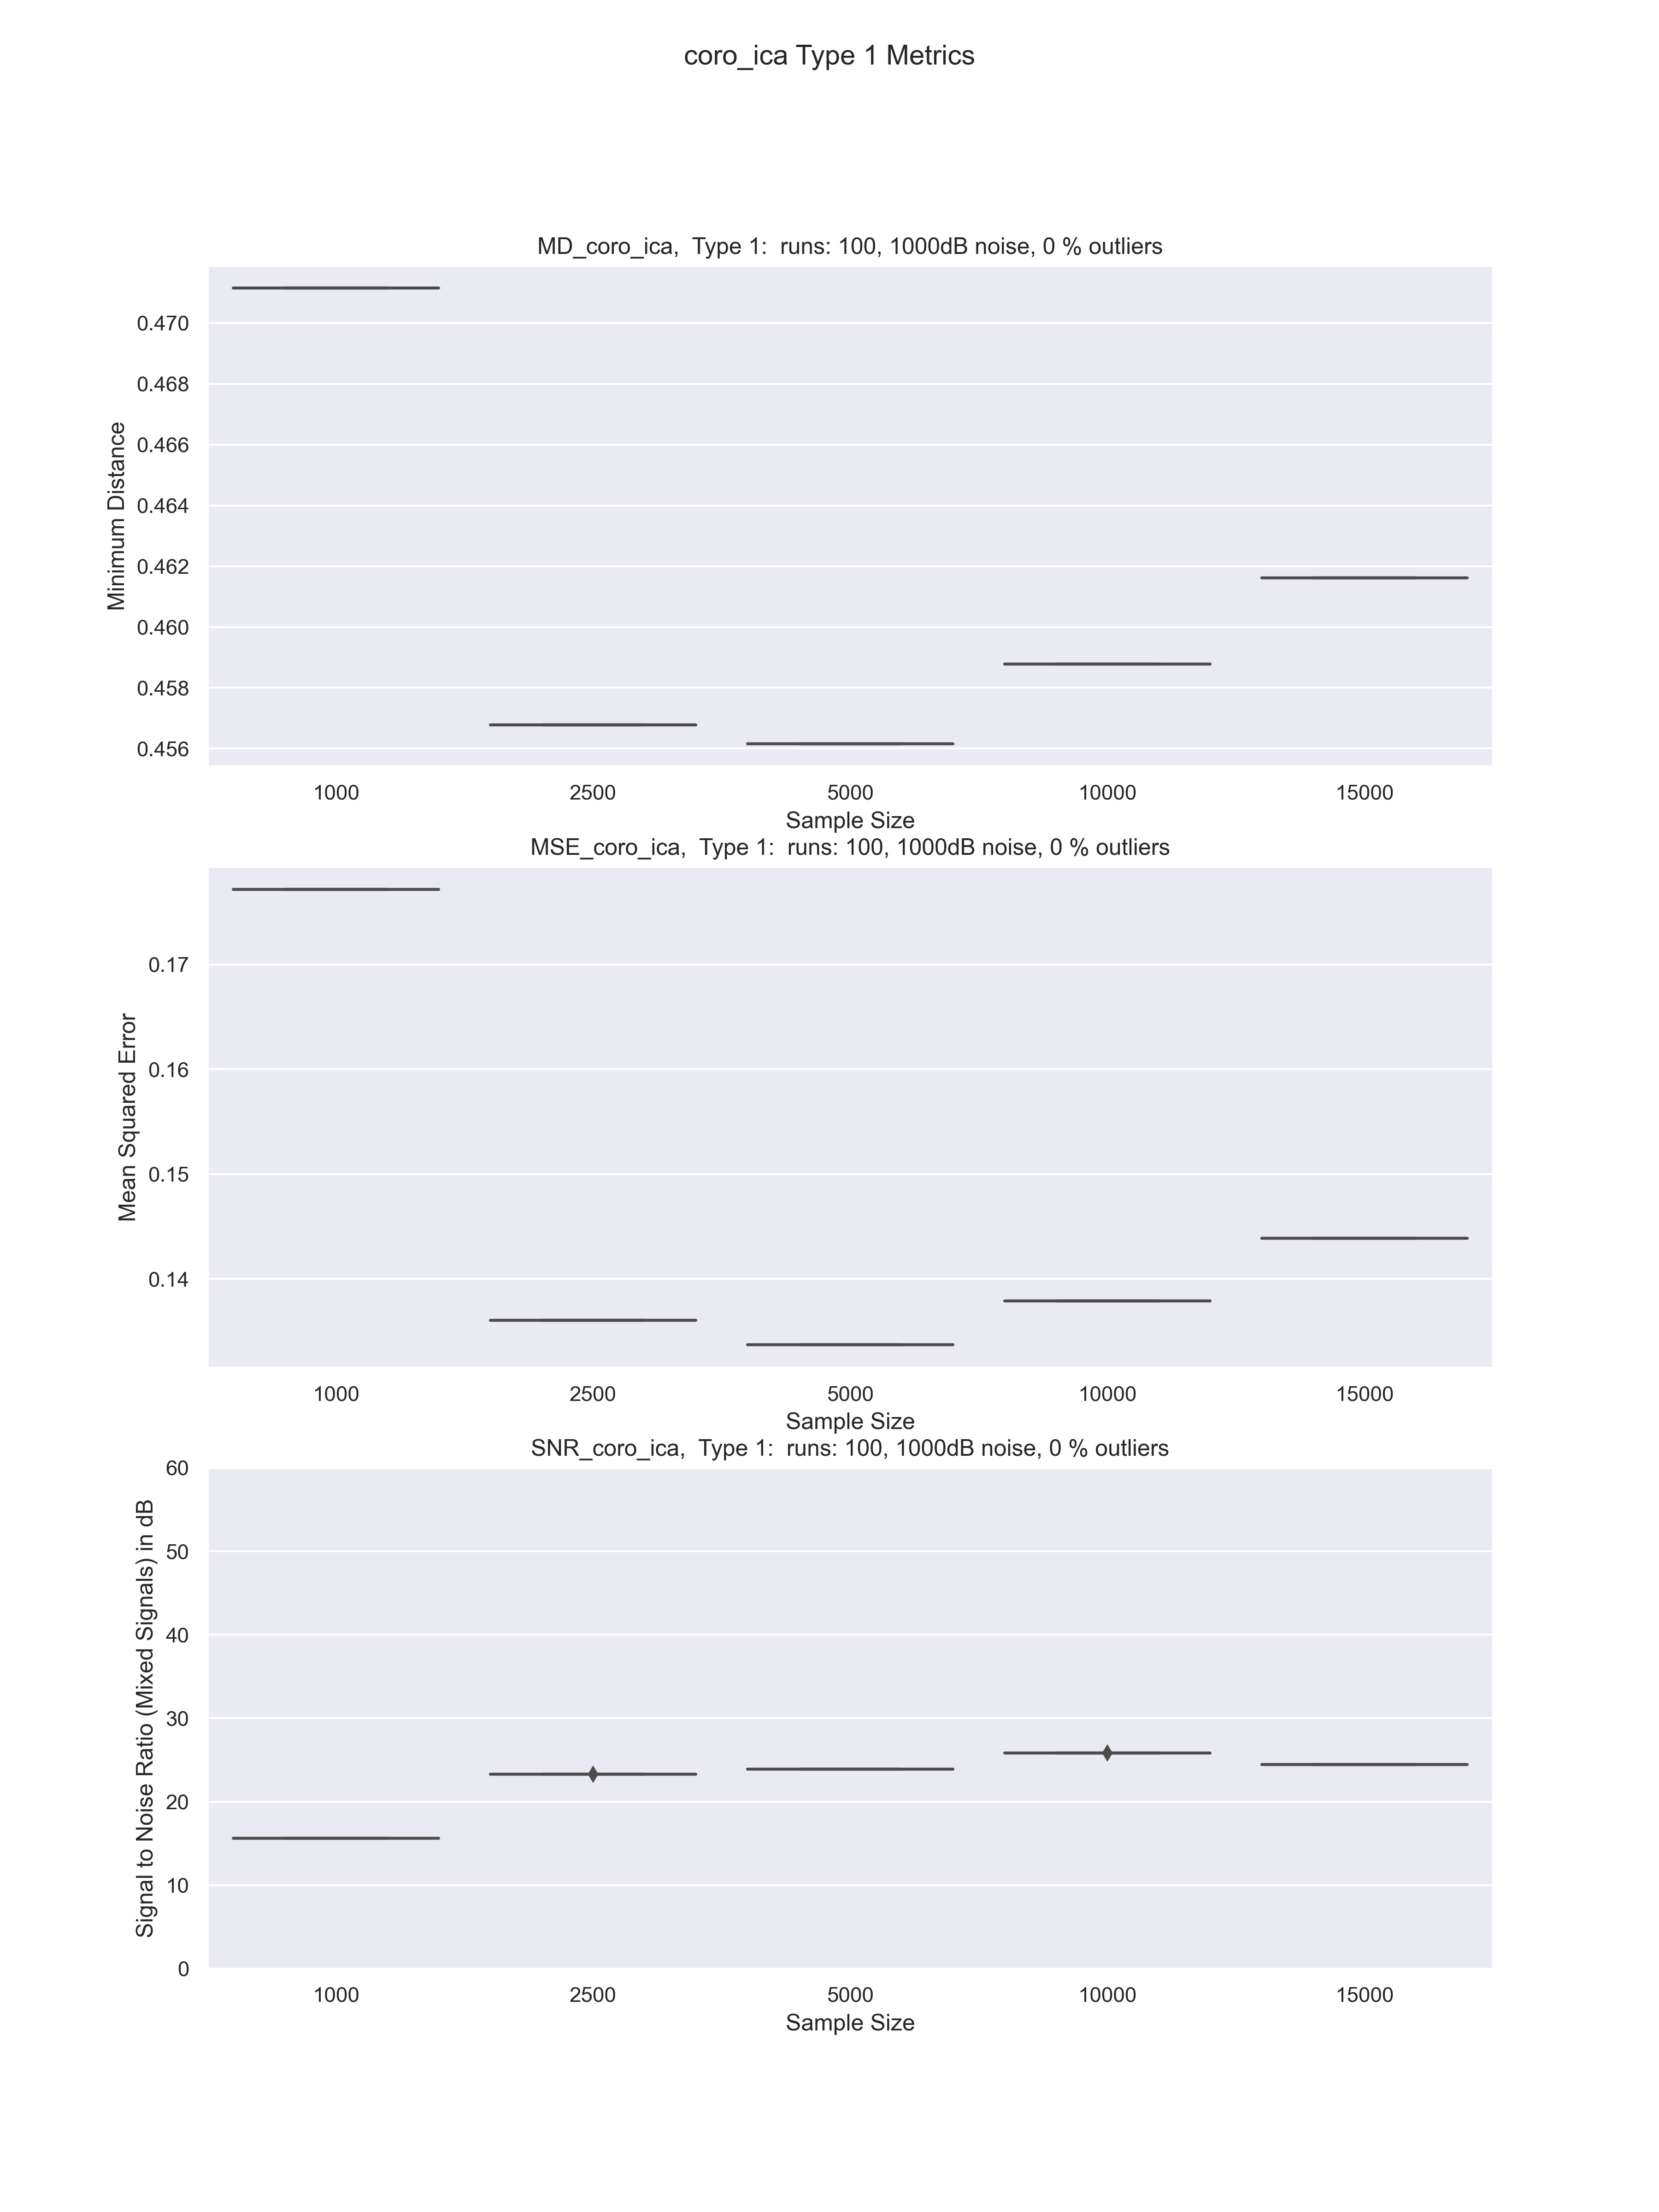 coro_ica Type 1 Metrics
MD_coro_ica,  Type 1:  runs: 100, 1000dB noise, 0 % outliers
0.470
0.468
0.466
0.464
0.462
0.460
0.458
0.456
Minimum Distance
1000 2500 5000 10000 15000
Sample Size
MSE_coro_ica,  Type 1:  runs: 100, 1000dB noise, 0 % outliers
0.17
0.16
0.15
0.14
Mean Squared Error
1000 2500 5000 10000 15000
Sample Size
SNR_coro_ica,  Type 1:  runs: 100, 1000dB noise, 0 % outliers
60
50
40
30
20
10
0
Signal to Noise Ratio (Mixed Signals) in dB
1000 2500 5000 10000 15000
Sample Size